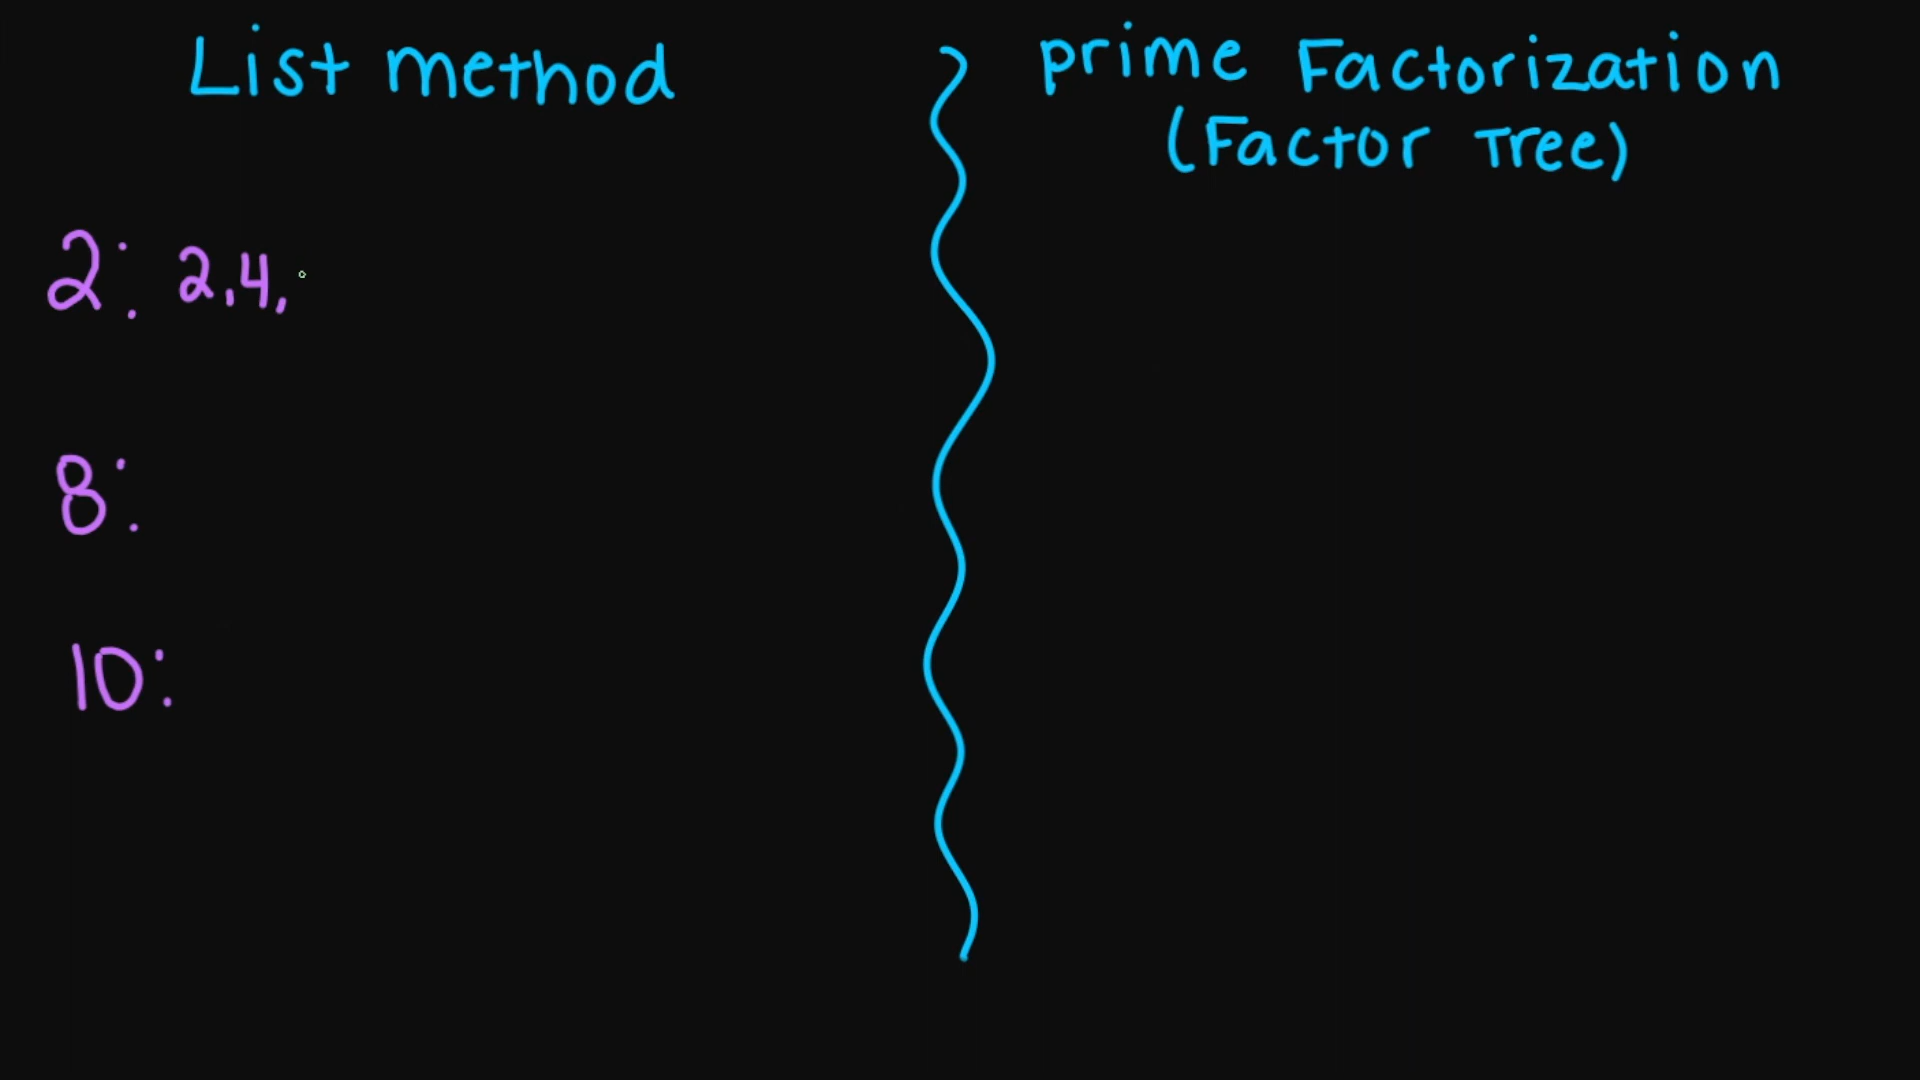 List method
prime Factorization
(Factor Tree)
2: 2,4,
8:
10: